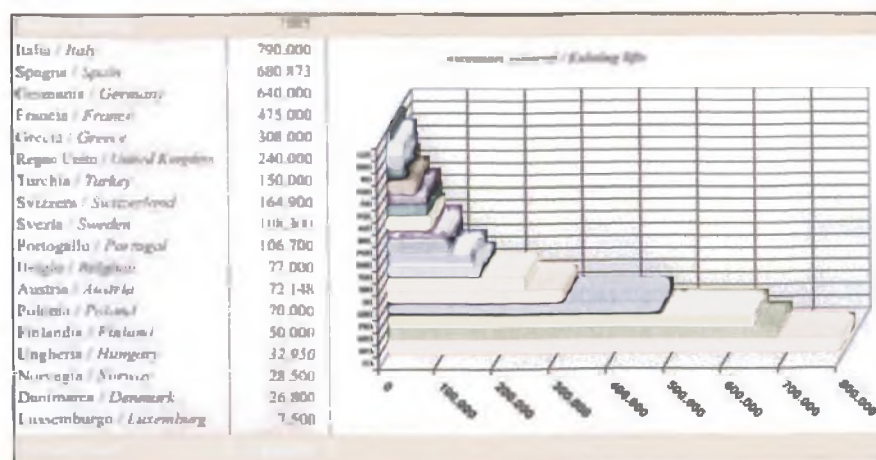 Italia / Italy 790.000
Spagna / Spain 680.873
Germania / Germany 640.000
Francia / France 475.000
Grecia / Greece 308.000
Regno Unito / United Kingdom 240.000
Turchia / Turkey 150.000
Svizzera / Switzerland 164.900
Svezia / Sweden
Portogallo / Portugal 106.700
Belgio / Belgium 77.000
Austria / Austria 72.148
Polonia / Poland 70.000
Finlandia / Finland 50.000
Ungheria / Hungary 32.950
Norvegia / Norway 28.500
Danimarca / Denmark 26.800
Lussemburgo / Luxemburg 7.500
/ Existing lifts
0 100.000 200.000 300.000 400.000 500.000 600.000 700.000 800.000